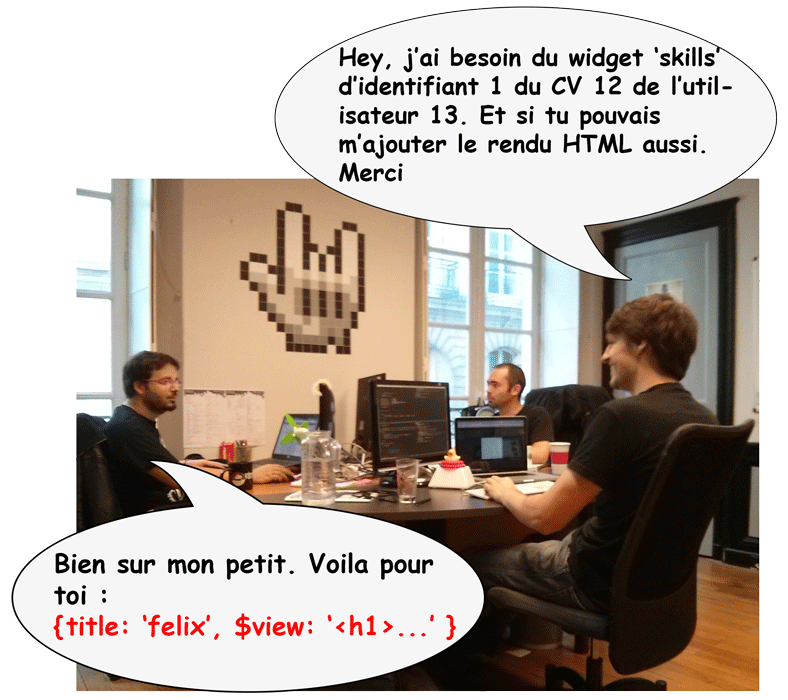 Hey, j'ai besoin du widget 'skills'
d'identifiant 1 du CV 12 de l'util-
isateur 13. Et si tu pouvais
m'ajouter le rendu HTML aussi.
Merci
Bien sur mon petit. Voila pour
toi :
{title: 'felix', $view: '<h1>...' }